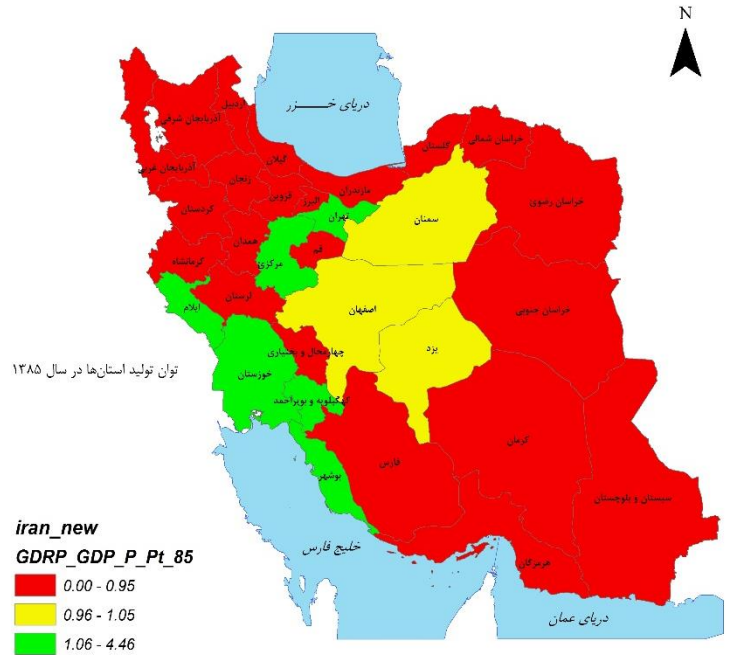 N
دریای خـــــزر
اردبیل
آذربایجان شرقی
آذربایجان غربی
گیلان
زنجان
قزوین
البرز
مازندران
گلستان
خراسان شمالی
خراسان رضوی
کردستان
تهران
سمنان
همدان
قم
مرکزی
کرمانشاه
لرستان
ایلام
اصفهان
خراسان جنوبی
یزد
چهارمحال و بختیاری
توان تولید استان‌ها در سال ۱۳۸۵
خوزستان
کهگیلویه و بویراحمد
کرمان
فارس
بوشهر
سیستان و بلوچستان
هرمزگان
خلیج فارس
دریای عمان
iran_new
GDRP_GDP_P_Pt_85
0.00 - 0.95
0.96 - 1.05
1.06 - 4.46